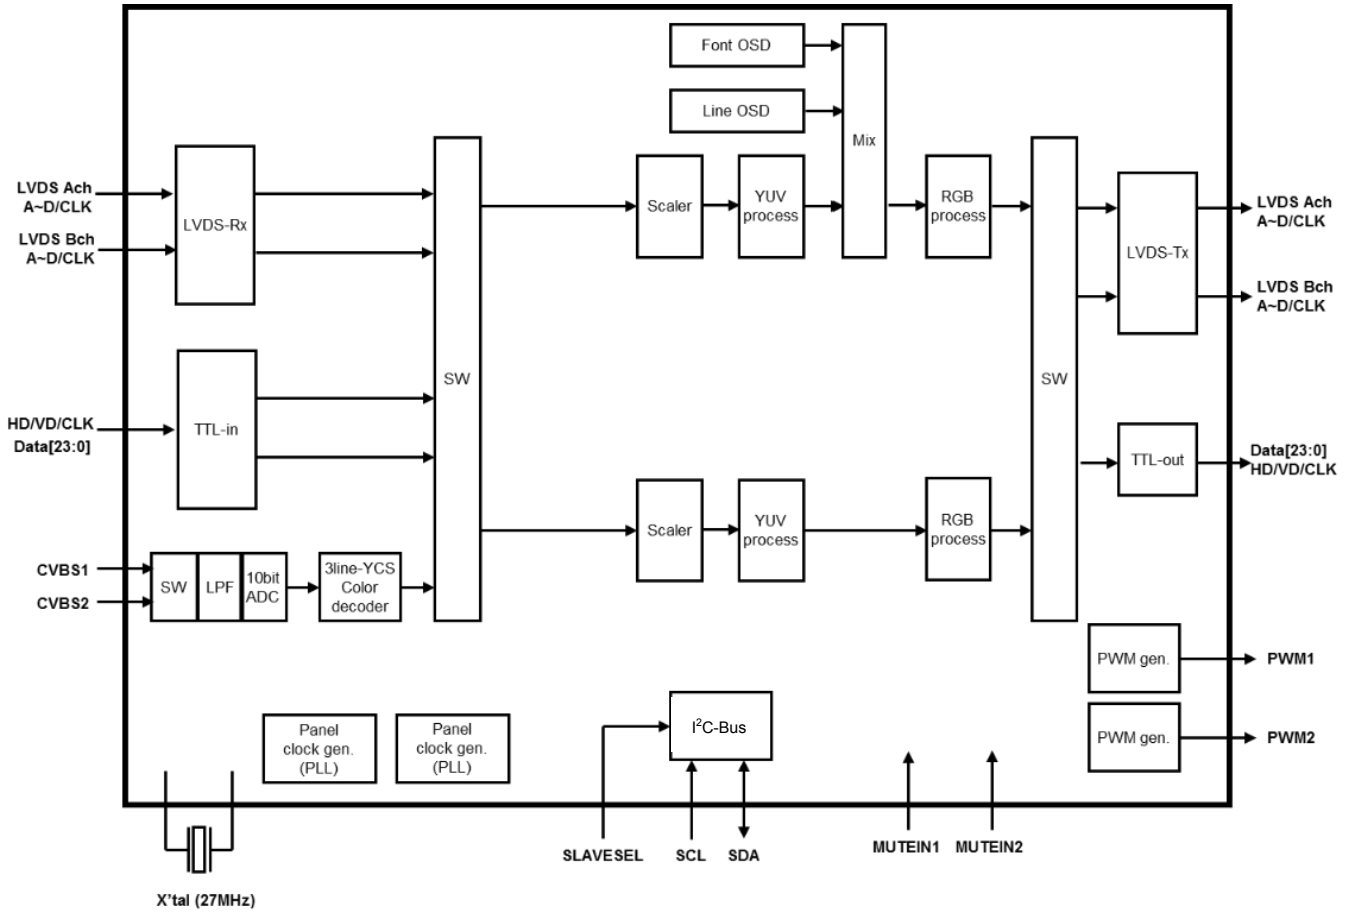 Font OSD
Line OSD
Mix
LVDS Ach
A~D/CLK
LVDS Bch
A~D/CLK
LVDS-Rx
Scaler
YUV
process
RGB
process
LVDS-Tx
LVDS Ach
A~D/CLK
LVDS Bch
A~D/CLK
SW
SW
HD/VD/CLK
Data[23:0]
TTL-in
TTL-out
Data[23:0]
HD/VD/CLK
Scaler
YUV
process
RGB
process
CVBS1
CVBS2
SW
LPF
10bit
ADC
3line-YCS
Color
decoder
PWM gen.
PWM1
PWM gen.
PWM2
Panel
clock gen.
(PLL)
Panel
clock gen.
(PLL)
I²C-Bus
SLAVESEL
SCL
SDA
MUTEIN1
MUTEIN2
X'tal (27MHz)